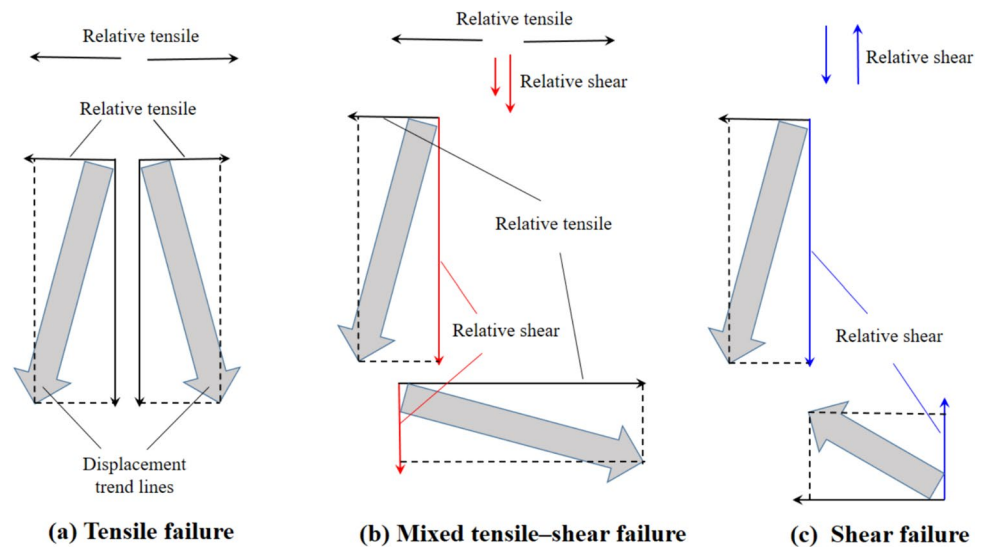 Relative tensile
Relative tensile
Displacement
trend lines
(a) Tensile failure
Relative tensile
Relative shear
Relative tensile
Relative shear
(b) Mixed tensile–shear failure
Relative shear
Relative shear
(c) Shear failure